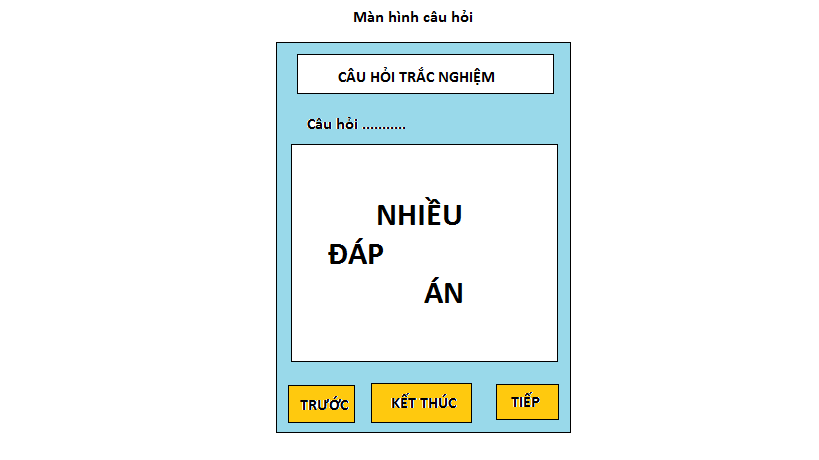 Màn hình câu hỏi
CÂU HỎI TRẮC NGHIỆM
Câu hỏi ...........
NHIỀU
ĐÁP
ÁN
TRƯỚC
KẾT THÚC
TIẾP